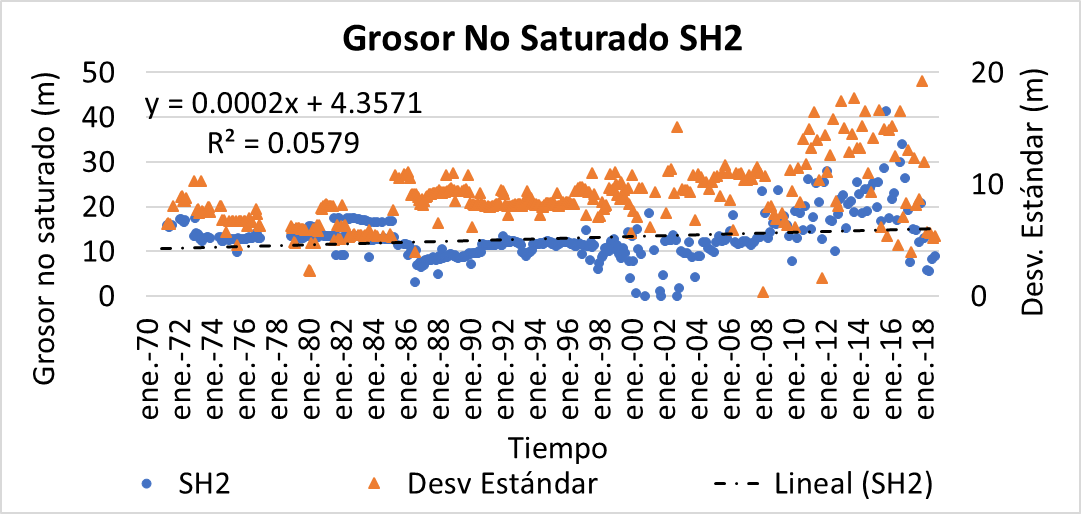 Grosor No Saturado SH2
y = 0.0002x + 4.3571
R² = 0.0579
Grosor no saturado (m)
50
40
30
20
10
0
20
10
0
Desv. Estándar (m)
ene.-70
ene.-72
ene.-74
ene.-76
ene.-78
ene.-80
ene.-82
ene.-84
ene.-86
ene.-88
ene.-90
ene.-92
ene.-94
ene.-96
ene.-98
ene.-00
ene.-02
ene.-04
ene.-06
ene.-08
ene.-10
ene.-12
ene.-14
ene.-16
ene.-18
Tiempo
SH2
Desv Estándar
Lineal (SH2)